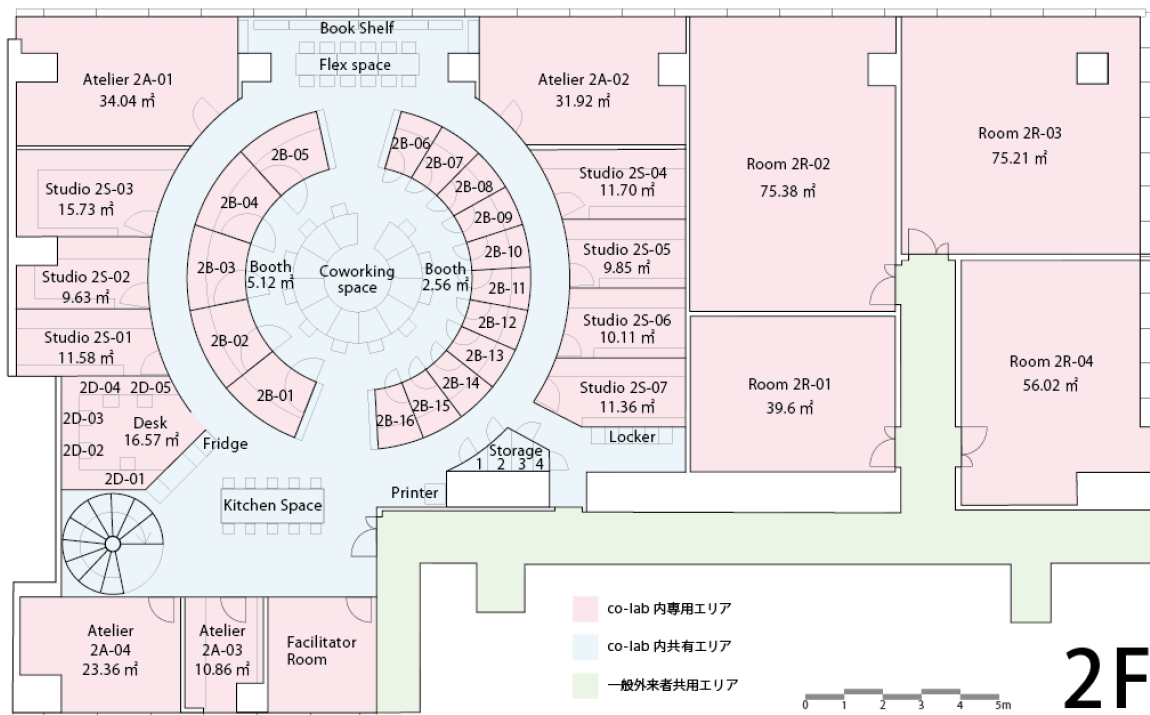 Book Shelf
Flex space
Atelier 2A-01
34.04 ㎡
Atelier 2A-02
31.92 ㎡
Room 2R-02
75.38 ㎡
Room 2R-03
75.21 ㎡
2B-05
2B-06
2B-07
2B-04
2B-08
2B-09
2B-03
2B-10
2B-11
2B-02
2B-12
2B-13
2B-01
2B-14
2B-15
2B-16
Booth
5.12 ㎡
Coworking
space
Booth
2.56 ㎡
Studio 2S-03
15.73 ㎡
Studio 2S-02
9.63 ㎡
Studio 2S-01
11.58 ㎡
Studio 2S-04
11.70 ㎡
Studio 2S-05
9.85 ㎡
Studio 2S-06
10.11 ㎡
Studio 2S-07
11.36 ㎡
Room 2R-01
39.6 ㎡
Room 2R-04
56.02 ㎡
2D-04 2D-05
2D-03
Desk
16.57 ㎡
2D-02
2D-01
Fridge
Locker
Storage
1 2 3 4
Printer
Kitchen Space
Atelier
2A-04
23.36 ㎡
Atelier
2A-03
10.86 ㎡
Facilitator
Room
co-lab 内専用エリア
co-lab 内共有エリア
一般外来者共用エリア
0 1 2 3 4 5m
2F